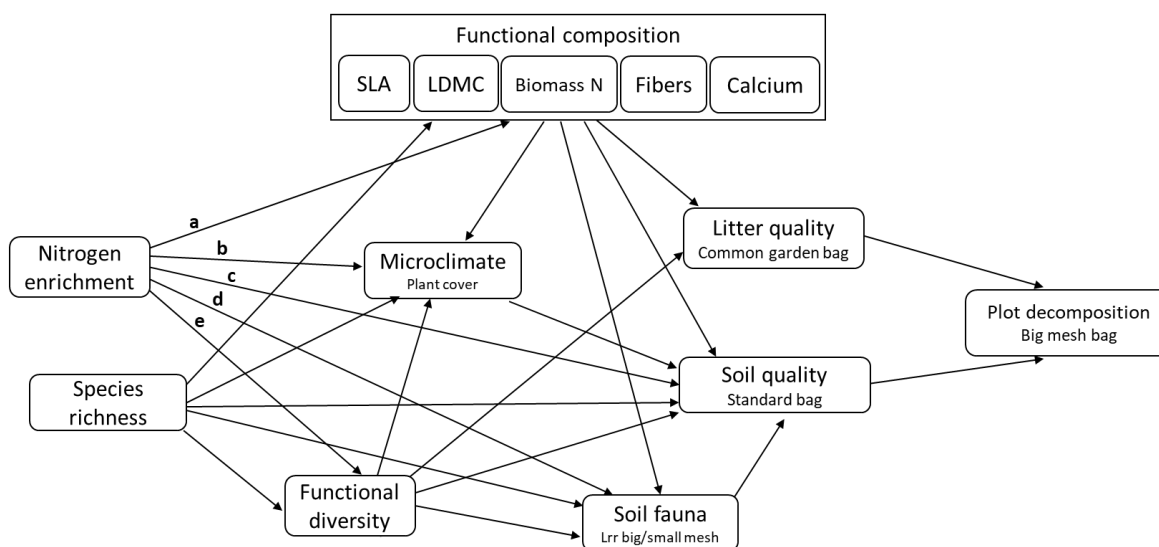 Functional composition
SLA
LDMC
Biomass N
Fibers
Calcium
a
b
c
d
e
Nitrogen
enrichment
Microclimate
Plant cover
Litter quality
Common garden bag
Plot decomposition
Big mesh bag
Species
richness
Soil quality
Standard bag
Functional
diversity
Soil fauna
Lrr big/small mesh